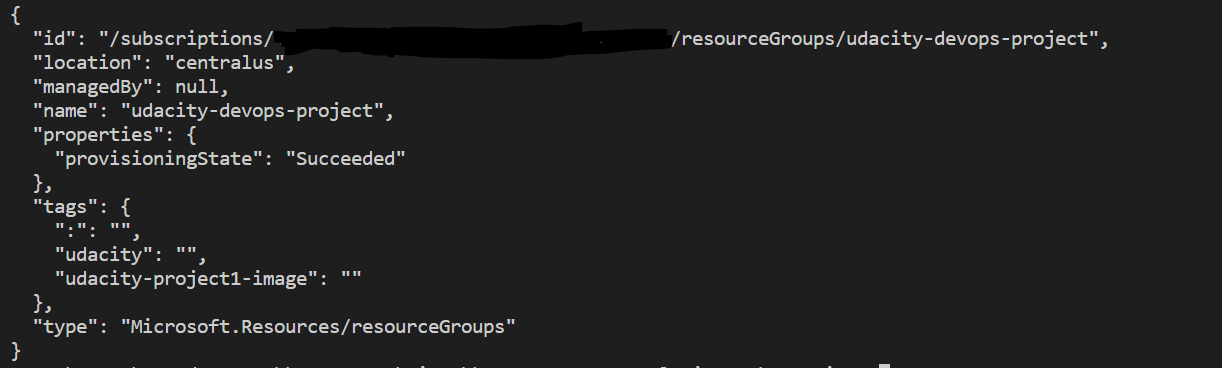 {
"id": "/subscriptions/ /resourceGroups/udacity-devops-project",
"location": "centralus",
"managedBy": null,
"name": "udacity-devops-project",
"properties": {
"provisioningState": "Succeeded"
},
"tags": {
":": "",
"udacity": "",
"udacity-project1-image": ""
},
"type": "Microsoft.Resources/resourceGroups"
}